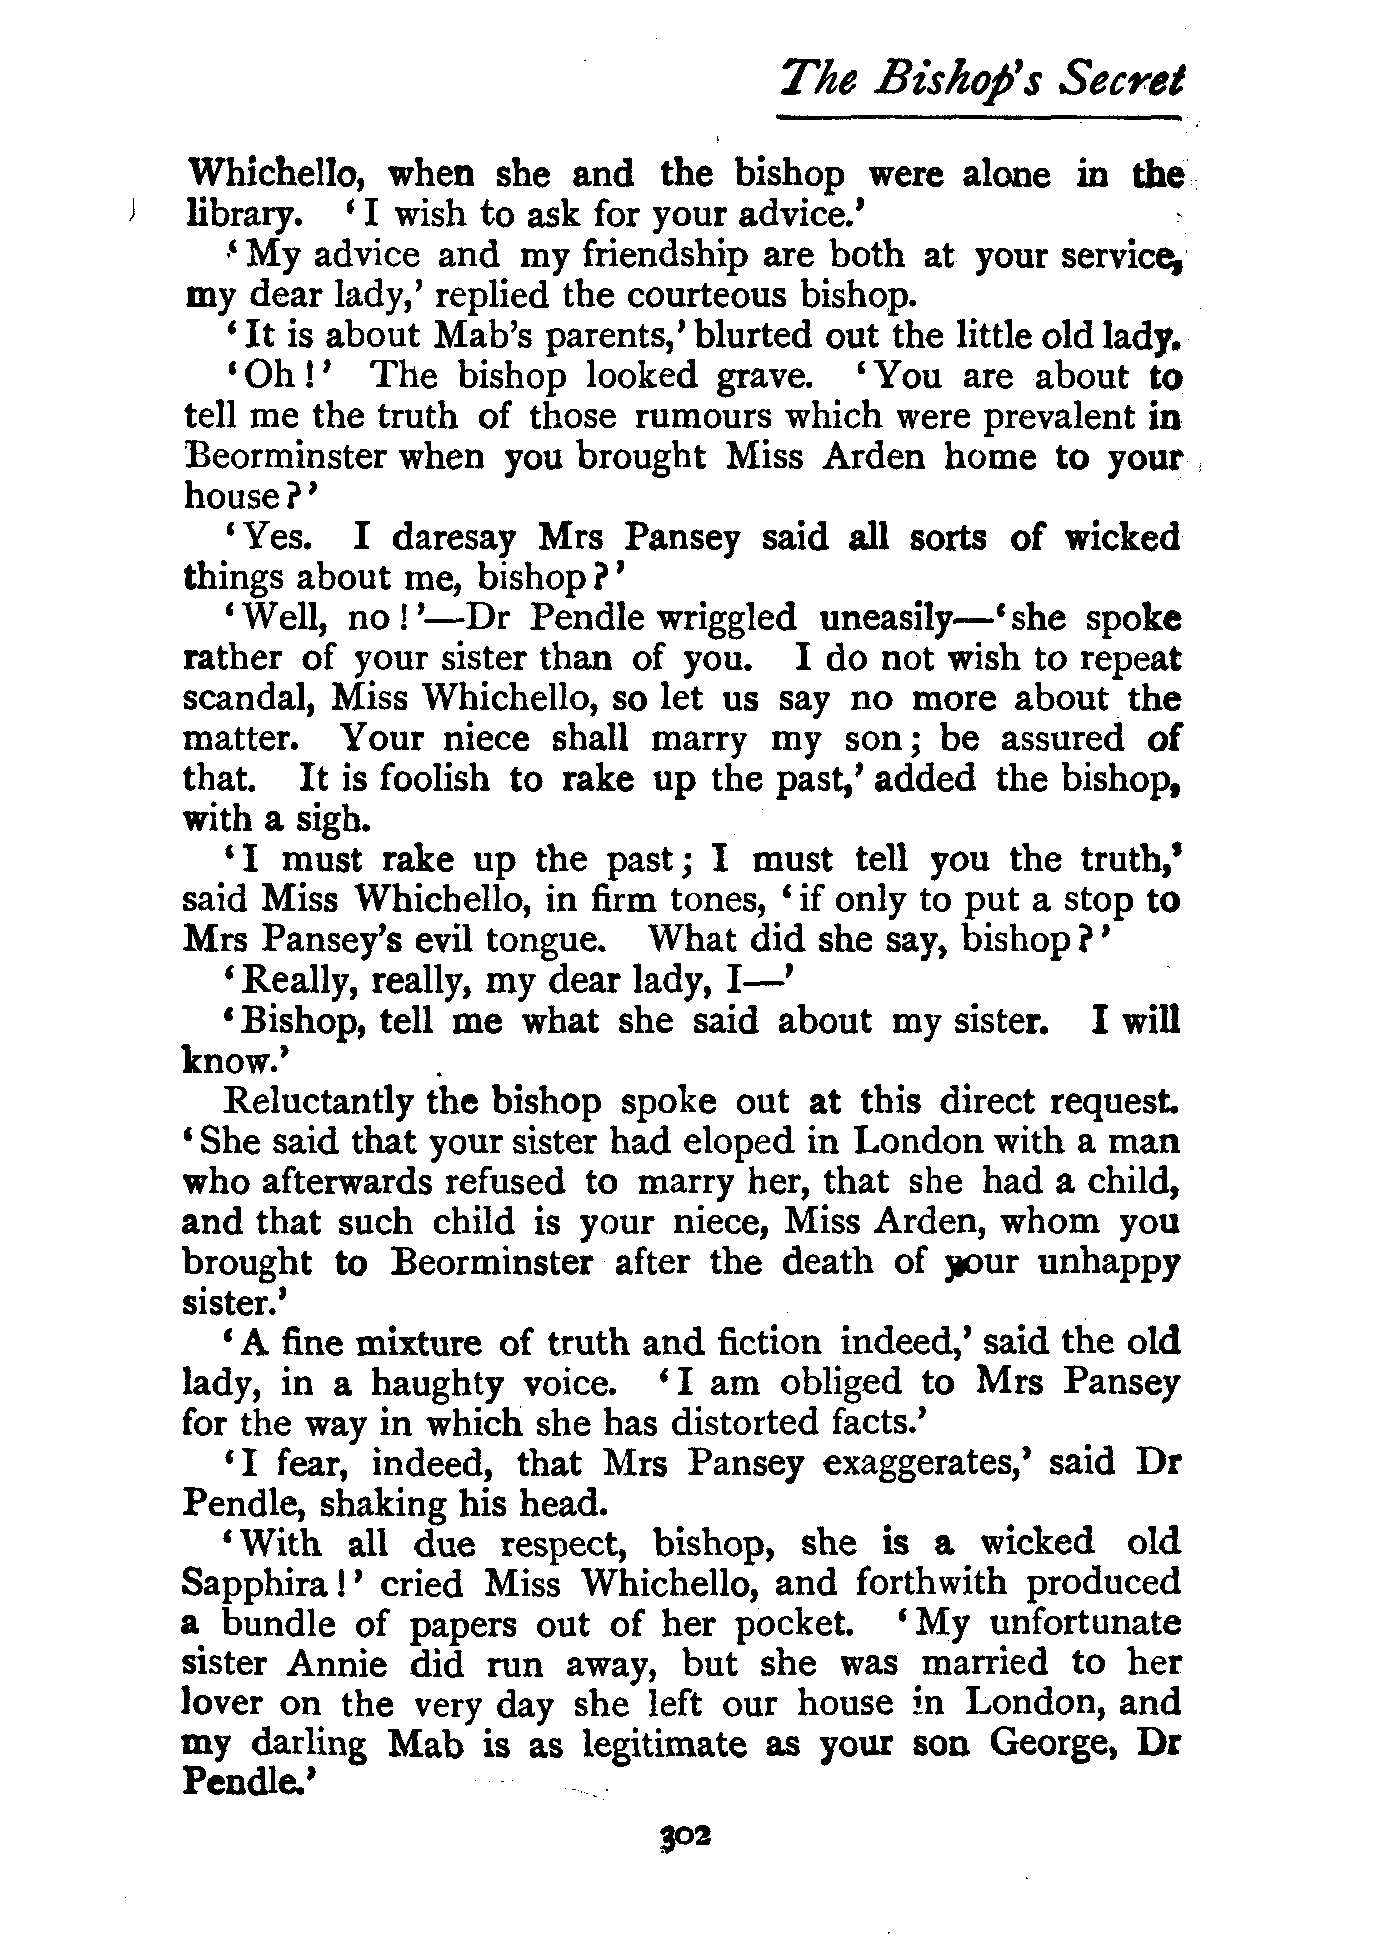 The Bishop's Secret
Whichello, when she and the bishop were alone in the
library. 'I wish to ask for your advice.'
'My advice and my friendship are both at your service,
my dear lady,' replied the courteous bishop.
'It is about Mab's parents,' blurted out the little old lady.
'Oh!' The bishop looked grave. 'You are about to
tell me the truth of those rumours which were prevalent in
Beorminster when you brought Miss Arden home to your
house?'
'Yes. I daresay Mrs Pansey said all sorts of wicked
things about me, bishop?'
'Well, no!'—Dr Pendle wriggled uneasily—'she spoke
rather of your sister than of you. I do not wish to repeat
scandal, Miss Whichello, so let us say no more about the
matter. Your niece shall marry my son; be assured of
that. It is foolish to rake up the past,' added the bishop,
with a sigh.
'I must rake up the past; I must tell you the truth,'
said Miss Whichello, in firm tones, 'if only to put a stop to
Mrs Pansey's evil tongue. What did she say, bishop?'
'Really, really, my dear lady, I—'
'Bishop, tell me what she said about my sister. I will
know.'
Reluctantly the bishop spoke out at this direct request.
'She said that your sister had eloped in London with a man
who afterwards refused to marry her, that she had a child,
and that such child is your niece, Miss Arden, whom you
brought to Beorminster after the death of your unhappy
sister.'
'A fine mixture of truth and fiction indeed,' said the old
lady, in a haughty voice. 'I am obliged to Mrs Pansey
for the way in which she has distorted facts.'
'I fear, indeed, that Mrs Pansey exaggerates,' said Dr
Pendle, shaking his head.
'With all due respect, bishop, she is a wicked old
Sapphira!' cried Miss Whichello, and forthwith produced
a bundle of papers out of her pocket. 'My unfortunate
sister Annie did run away, but she was married to her
lover on the very day she left our house in London, and
my darling Mab is as legitimate as your son George, Dr
Pendle.'
302